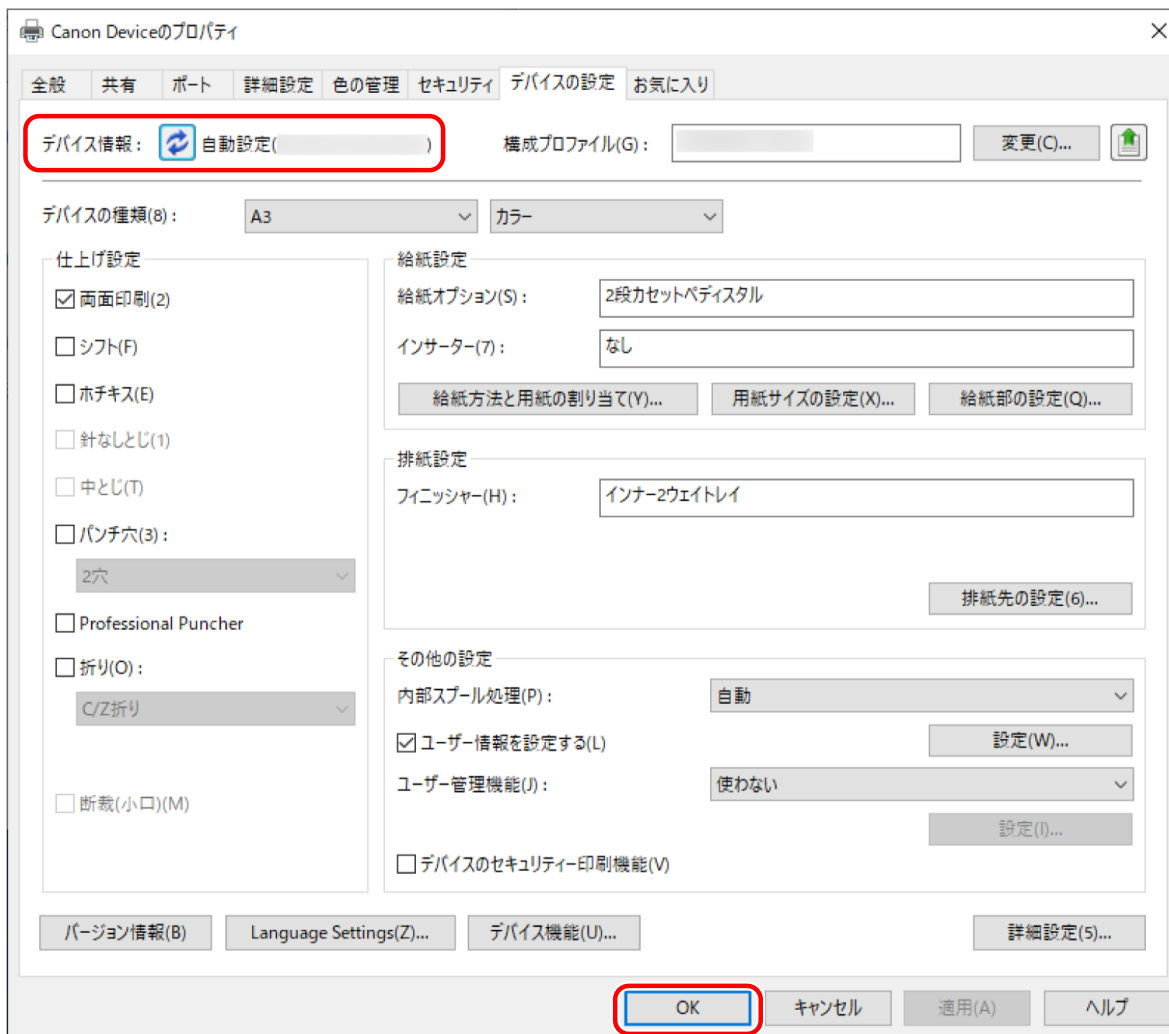 Canon Deviceのプロパティ
全般 共有 ポート 詳細設定 色の管理 セキュリティ デバイスの設定 お気に入り
デバイス情報： 自動設定( ) 構成プロファイル(G)： 変更(C)...
デバイスの種類(8)： A3 カラー
仕上げ設定
両面印刷(2)
シフト(F)
ホチキス(E)
針なしとじ(1)
中とじ(T)
パンチ穴(3)：
2穴
Professional Puncher
折り(O)：
C/Z折り
断裁(小口)(M)
給紙設定
給紙オプション(S)： 2段カセットペディスタル
インサーター(7)： なし
給紙方法と用紙の割り当て(Y)... 用紙サイズの設定(X)... 給紙部の設定(Q)...
排紙設定
フィニッシャー(H)： インナー2ウェイトレイ
排紙先の設定(6)...
その他の設定
内部スプール処理(P)： 自動
ユーザー情報を設定する(L) 設定(W)...
ユーザー管理機能(J)： 使わない
設定(I)...
デバイスのセキュリティー印刷機能(V)
バージョン情報(B) Language Settings(Z)... デバイス機能(U)... 詳細設定(5)...
OK キャンセル 適用(A) ヘルプ